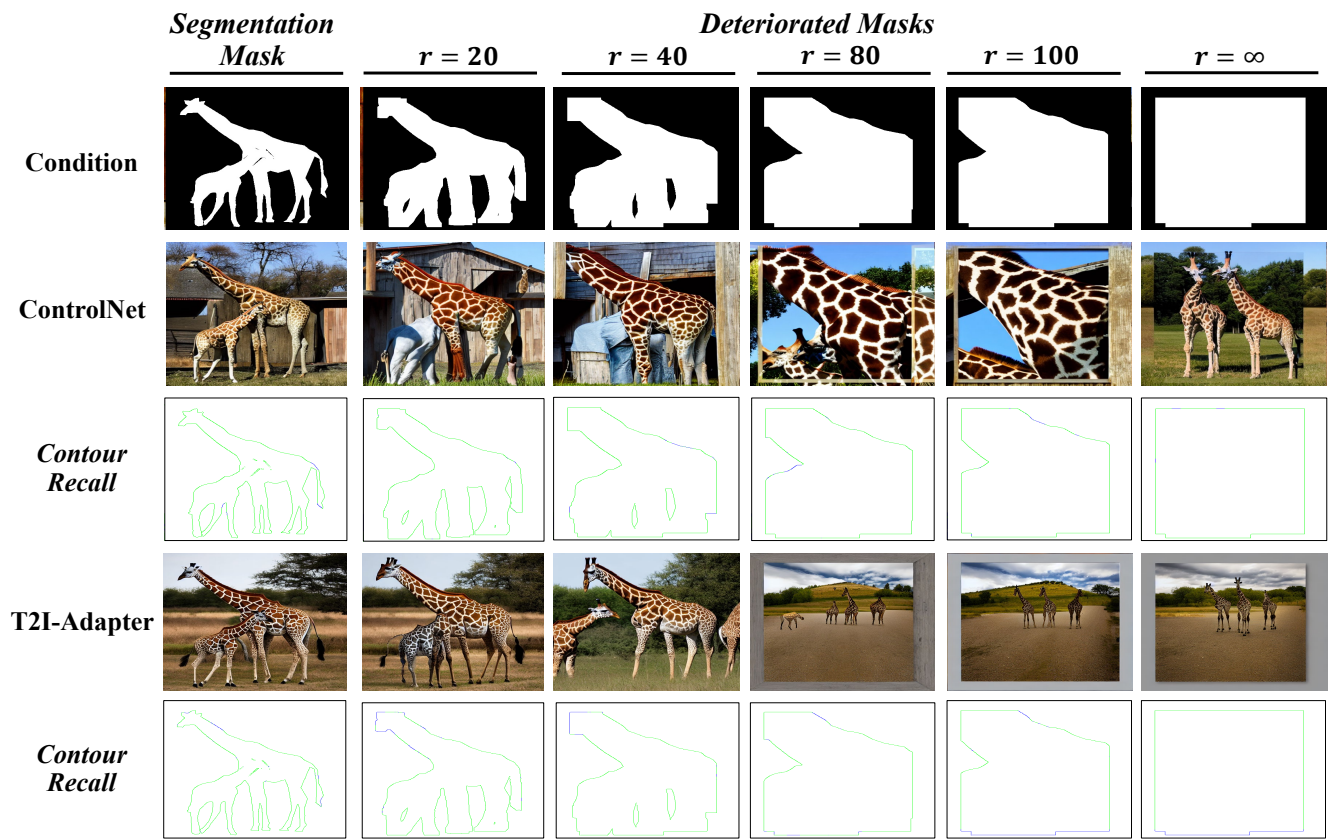 Segmentation Mask
Deteriorated Masks
r = 20
r = 40
r = 80
r = 100
r = ∞
Condition
ControlNet
Contour
Recall
T2I-Adapter
Contour
Recall